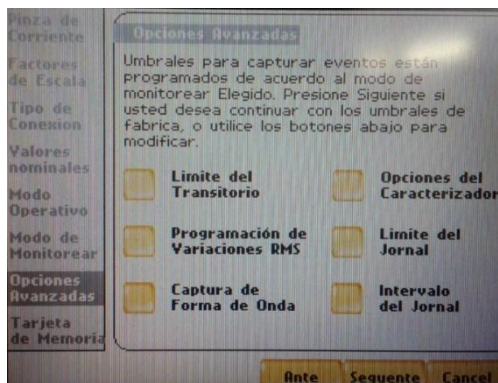 Pinza de
Corriente
Factores
de Escala
Tipo de
Conexion
Valores
nominales
Modo
Operativo
Modo de
Monitorear
Opciones
Avanzadas
Tarjeta
de Memoria
Opciones Avanzadas
Umbrales para capturar eventos están
programados de acuerdo al modo de
monitorear Elegido. Presione Siguiente si
usted desea continuar con los umbrales de
fabrica, o utilice los botones abajo para
modificar.
Limite del
Transitorio
Opciones del
Caracterizador
Programación de
Variaciones RMS
Limite del
Jornal
Captura de
Forma de Onda
Intervalo
del Jornal
Ante
Seguente
Cancel